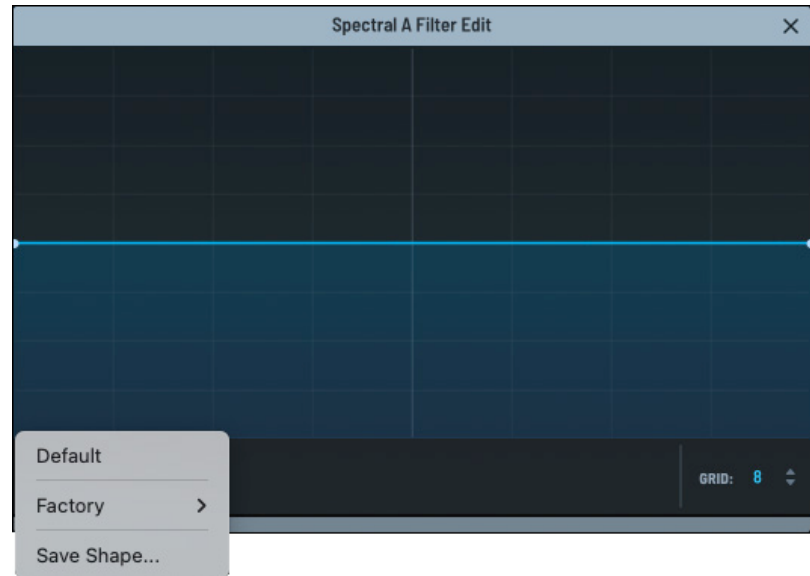 Spectral A Filter Edit
Default
GRID: 8
Factory
Save Shape...